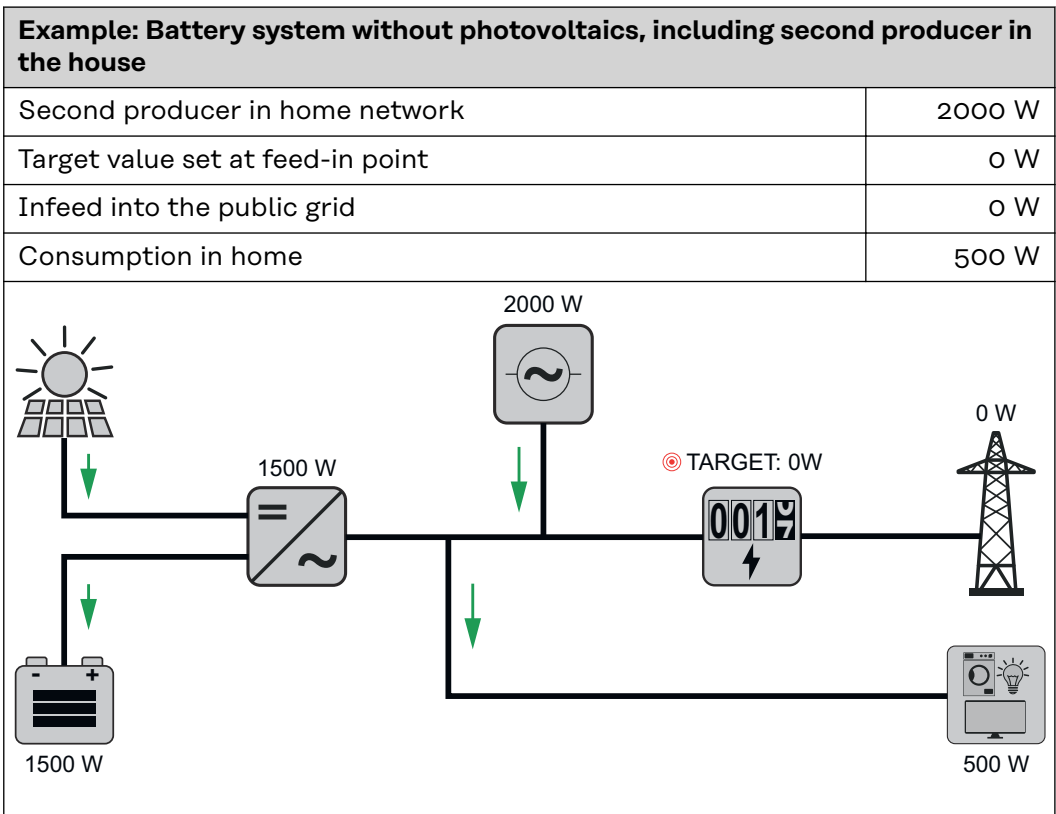 Example: Battery system without photovoltaics, including second producer in
the house
Second producer in home network 2000 W
Target value set at feed-in point 0 W
Infeed into the public grid 0 W
Consumption in home 500 W
2000 W
0 W
1500 W
TARGET: 0W
001
- +
1500 W
500 W